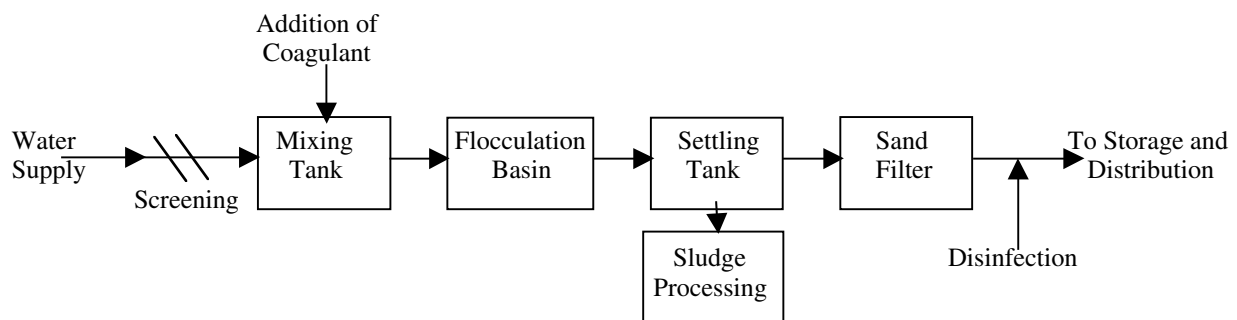 Addition of
Coagulant
Water
Supply
Screening
Mixing
Tank
Flocculation
Basin
Settling
Tank
Sludge
Processing
Sand
Filter
Disinfection
To Storage and
Distribution